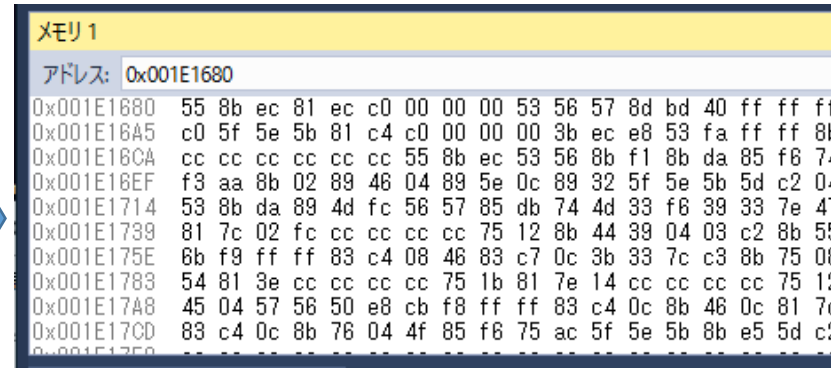 メモリ 1
アドレス: 0x001E1680
0x001E1680 55 8b ec 81 ec c0 00 00 00 53 56 57 8d bd 40 ff ff
0x001E16A5 c0 5f 5e 5b 81 c4 c0 00 00 00 3b ec e8 53 fa ff ff
0x001E16CA cc cc cc cc cc cc 55 8b ec 53 56 8b f1 8b da 85 f6
0x001E16EF f3 aa 8b 02 89 46 04 89 5e 0c 89 32 5f 5e 5b 5d c2
0x001E1714 53 8b da 89 4d fc 56 57 85 db 74 4d 33 f6 39 33 7e
0x001E1739 81 7c 02 fc cc cc cc cc 75 12 8b 44 39 04 03 c2 8b
0x001E175E 6b f9 ff ff 83 c4 08 46 83 c7 0c 3b 33 7c c3 8b 75
0x001E1783 54 81 3e cc cc cc cc 75 1b 81 7e 14 cc cc cc cc 75
0x001E17A8 45 04 57 56 50 e8 cb f8 ff ff 83 c4 0c 8b 46 0c 81
0x001E17CD 83 c4 0c 8b 76 04 4f 85 f6 75 ac 5f 5e 5b 8b e5 5d